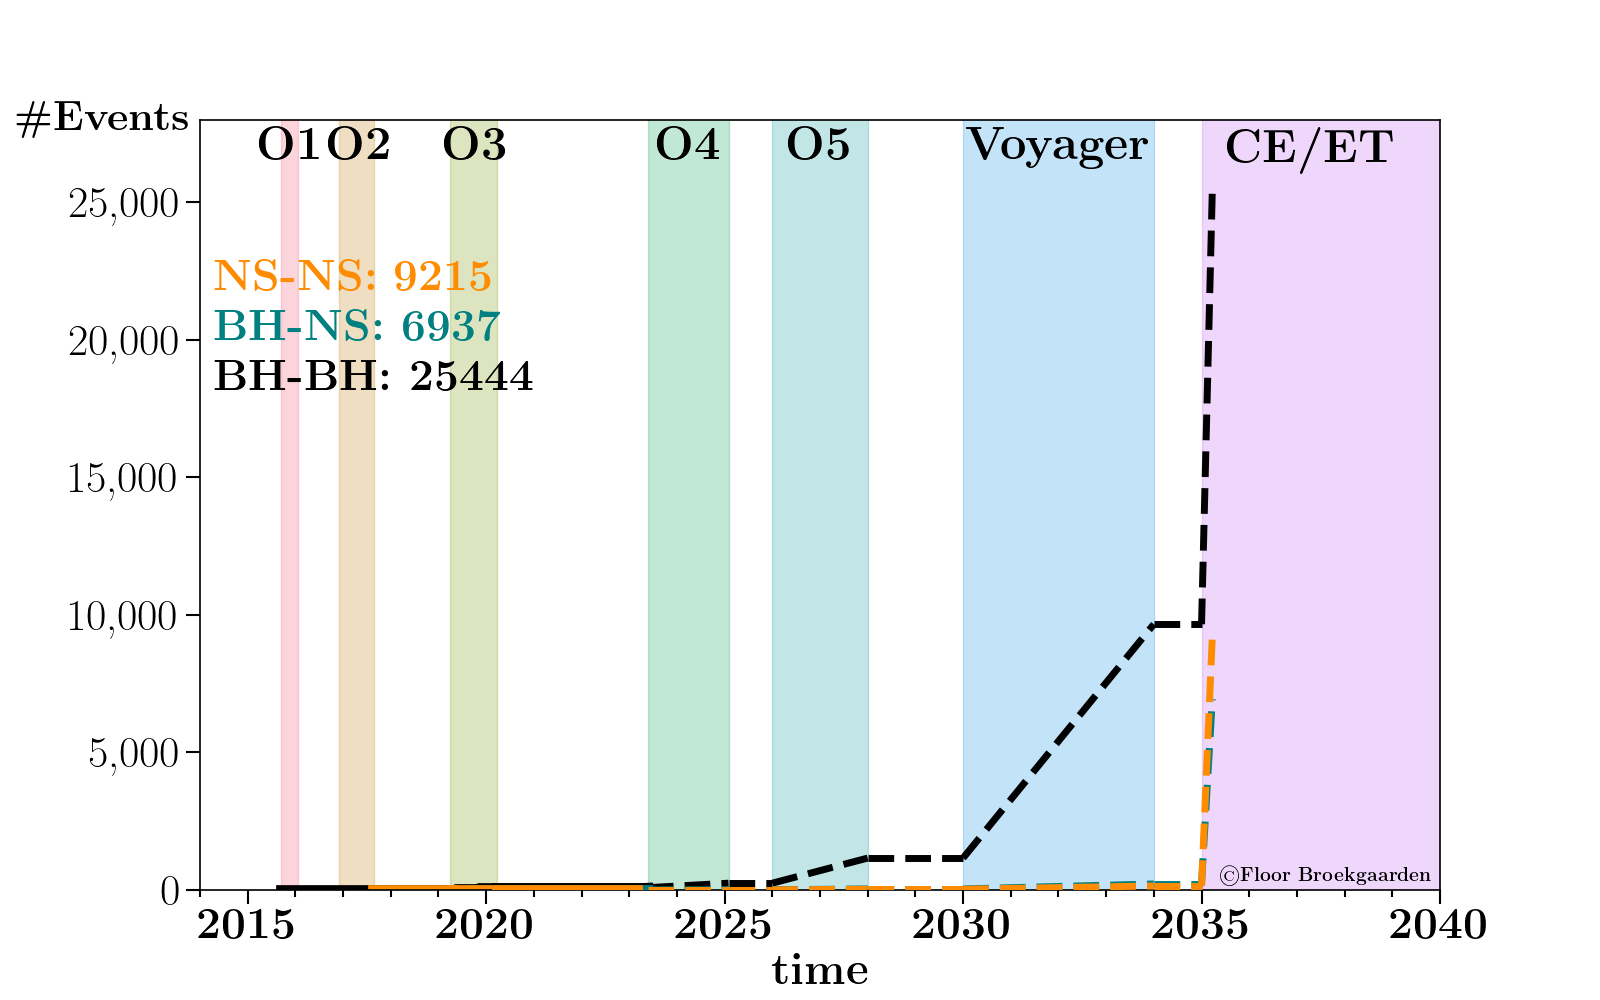 #Events
O1 O2 O3 O4 O5 Voyager CE/ET
25,000
NS-NS: 9215
BH-NS: 6937
20,000
BH-BH: 25444
15,000
10,000
5,000
©Floor Broekgaarden
0
2015 2020 2025 2030 2035 2040
time